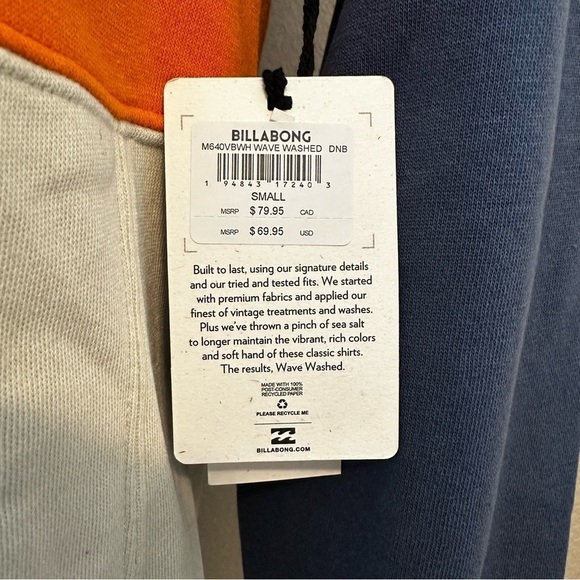 BILLABONG
M640VBWH WAVE WASHED DNB
1 94843 17240 3
SMALL
MSRP $ 79.95 CAD
MSRP $ 69.95 USD
Built to last, using our signature details
and our tried and tested fits. We started
with premium fabrics and applied our
finest of vintage treatments and washes.
Plus we've thrown a pinch of sea salt
to longer maintain the vibrant, rich colors
and soft hand of these classic shirts.
The results, Wave Washed.
MADE WITH 100%
POST-CONSUMER
RECYCLED PAPER
PLEASE RECYCLE ME
BILLABONG.COM